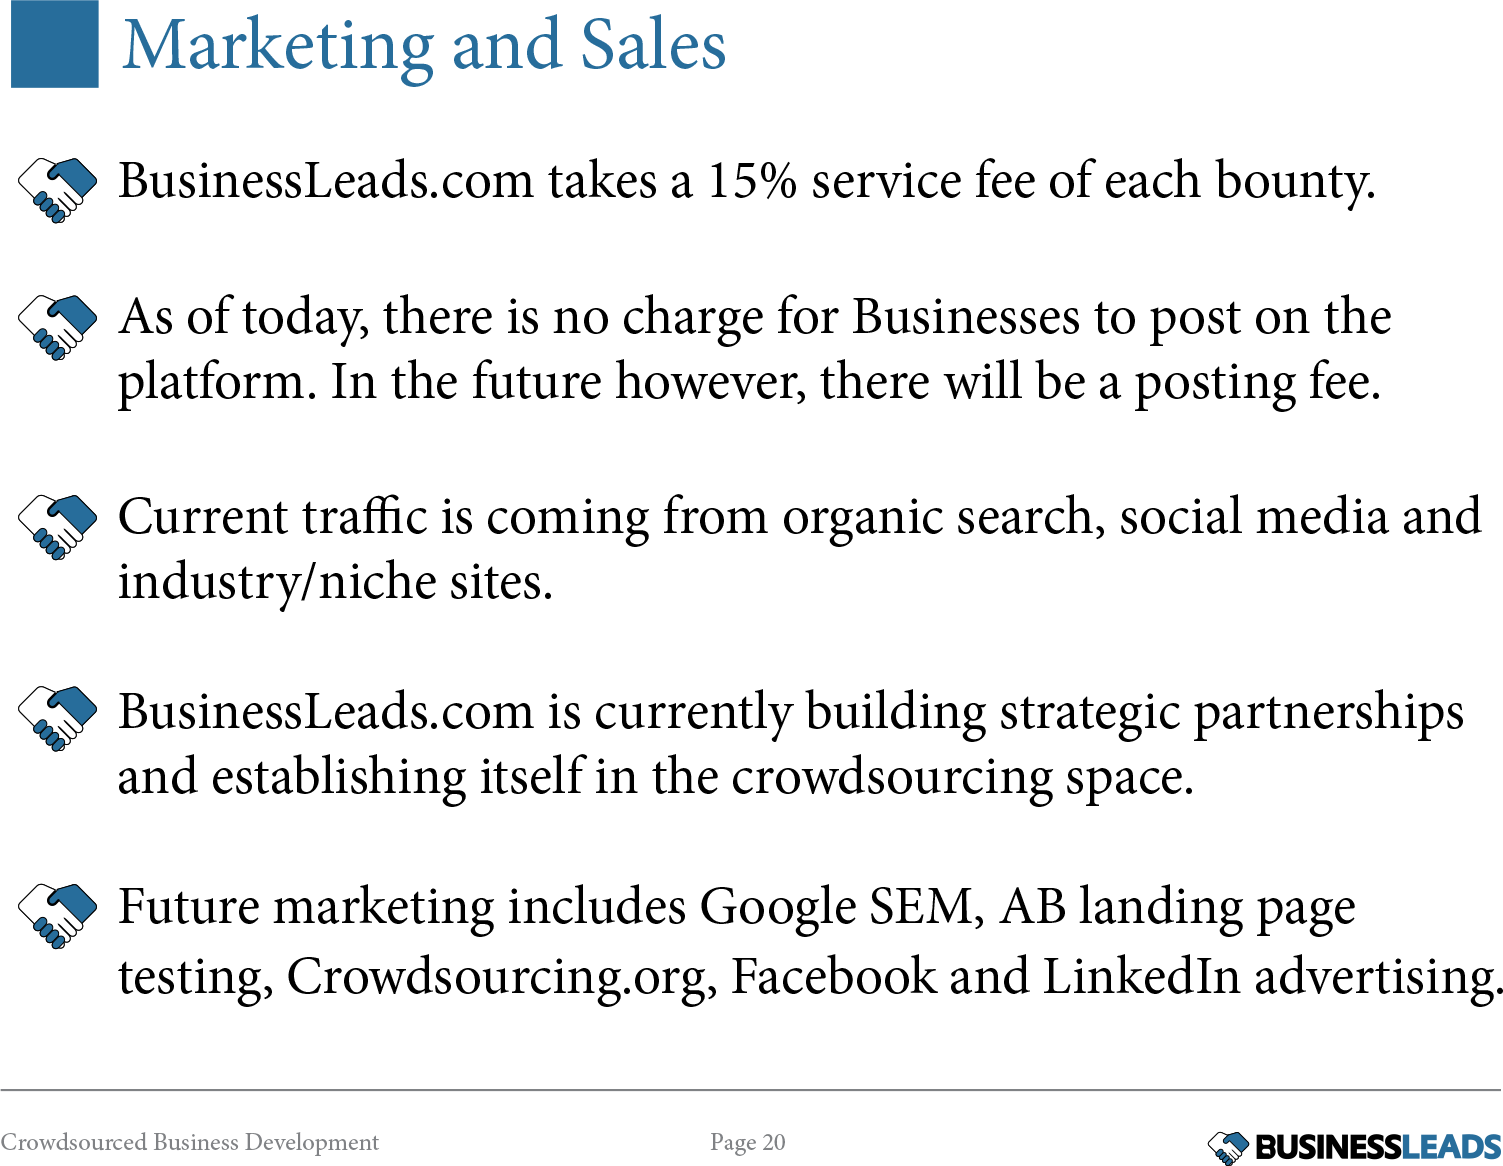 Marketing and Sales
BusinessLeads.com takes a 15% service fee of each bounty.
As of today, there is no charge for Businesses to post on the
platform. In the future however, there will be a posting fee.
Current traffic is coming from organic search, social media and
industry/niche sites.
BusinessLeads.com is currently building strategic partnerships
and establishing itself in the crowdsourcing space.
Future marketing includes Google SEM, AB landing page
testing, Crowdsourcing.org, Facebook and LinkedIn advertising.
Crowdsourced Business Development
Page 20
BUSINESSLEADS